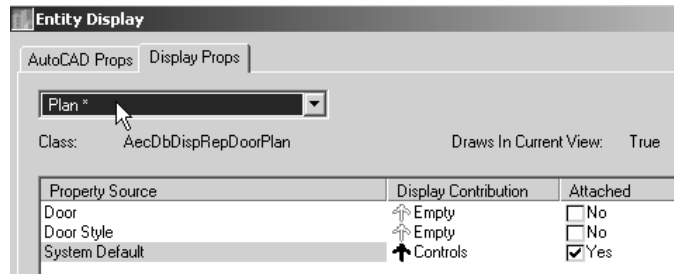 Entity Display
AutoCAD Props Display Props
Plan *
Class: AecDbDispRepDoorPlan Draws In Current View: True
Property Source Display Contribution Attached
Door Empty No
Door Style Empty No
System Default Controls Yes